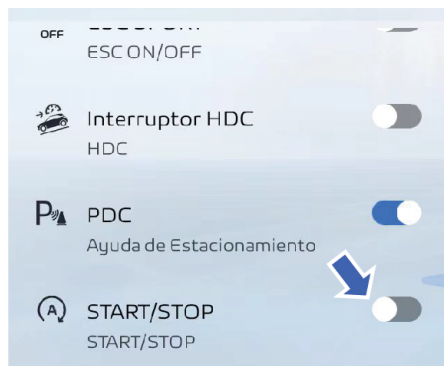 OFF
ESC ON/OFF
Interruptor HDC
HDC
P
PDC
Ayuda de Estacionamiento
A
START/STOP
START/STOP